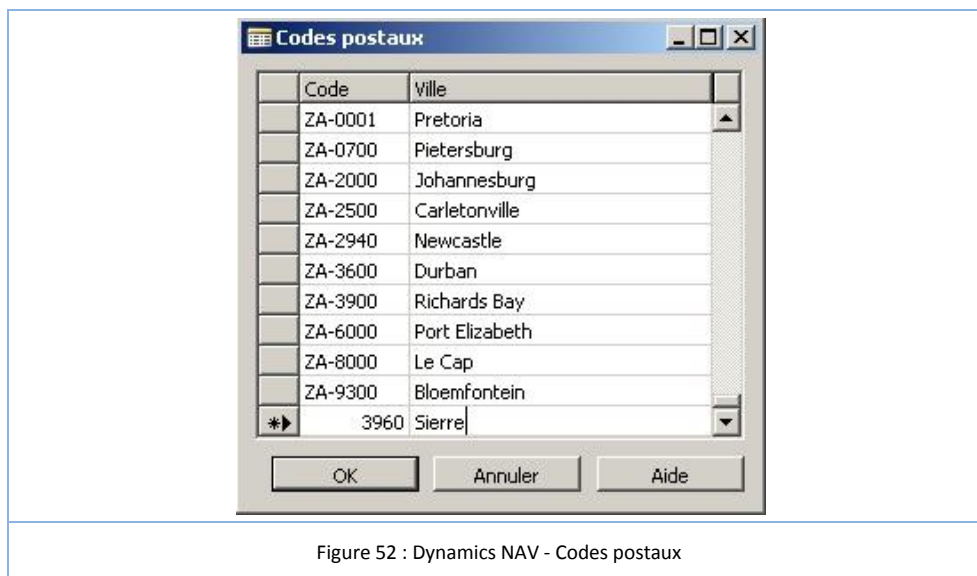 Codes postaux
Code Ville
ZA-0001 Pretoria
ZA-0700 Pietersburg
ZA-2000 Johannesburg
ZA-2500 Carletonville
ZA-2940 Newcastle
ZA-3600 Durban
ZA-3900 Richards Bay
ZA-6000 Port Elizabeth
ZA-8000 Le Cap
ZA-9300 Bloemfontein
3960 Sierre
OK Annuler Aide
Figure 52 : Dynamics NAV - Codes postaux